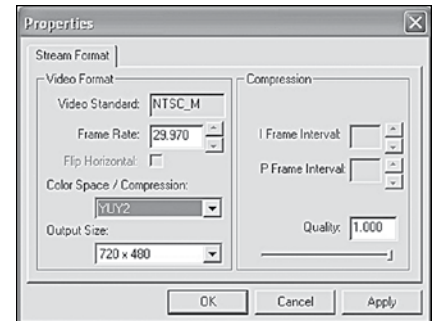 Properties
Stream Format
Video Format
Video Standard: NTSC_M
Frame Rate: 29.970
Flip Horizontal:
Color Space / Compression:
YUY2
Output Size:
720 x 480
Compression
I Frame Interval:
P Frame Interval:
Quality: 1.000
OK Cancel Apply